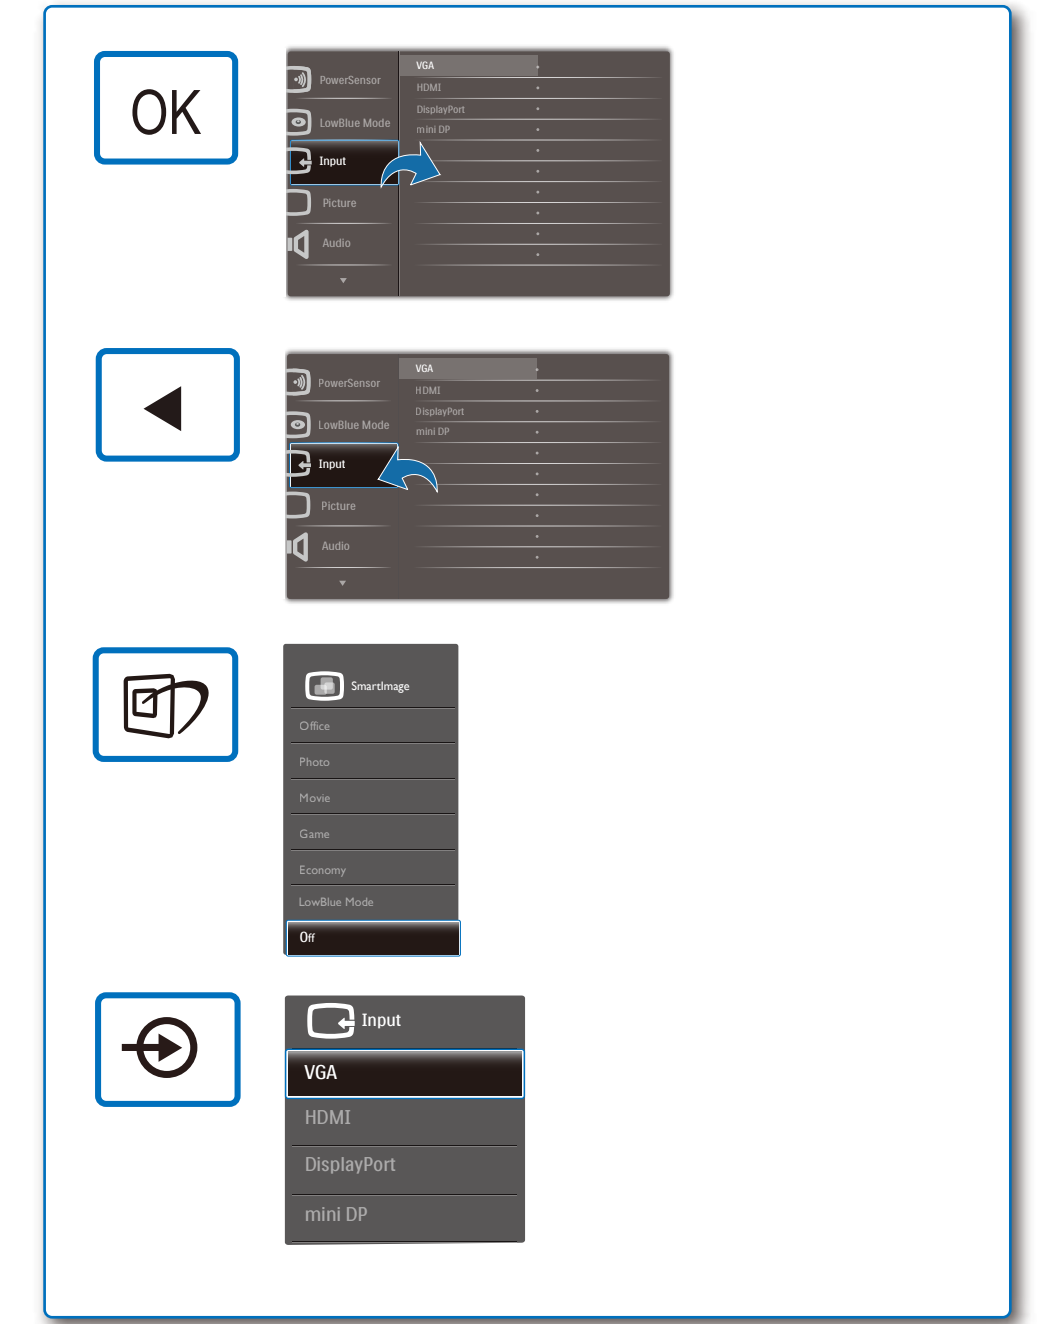 OK
PowerSensor
LowBlue Mode
Input
Picture
Audio
VGA
HDMI
DisplayPort
mini DP
PowerSensor
LowBlue Mode
Input
Picture
Audio
VGA
HDMI
DisplayPort
mini DP
SmartImage
Office
Photo
Movie
Game
Economy
LowBlue Mode
Off
Input
VGA
HDMI
DisplayPort
mini DP